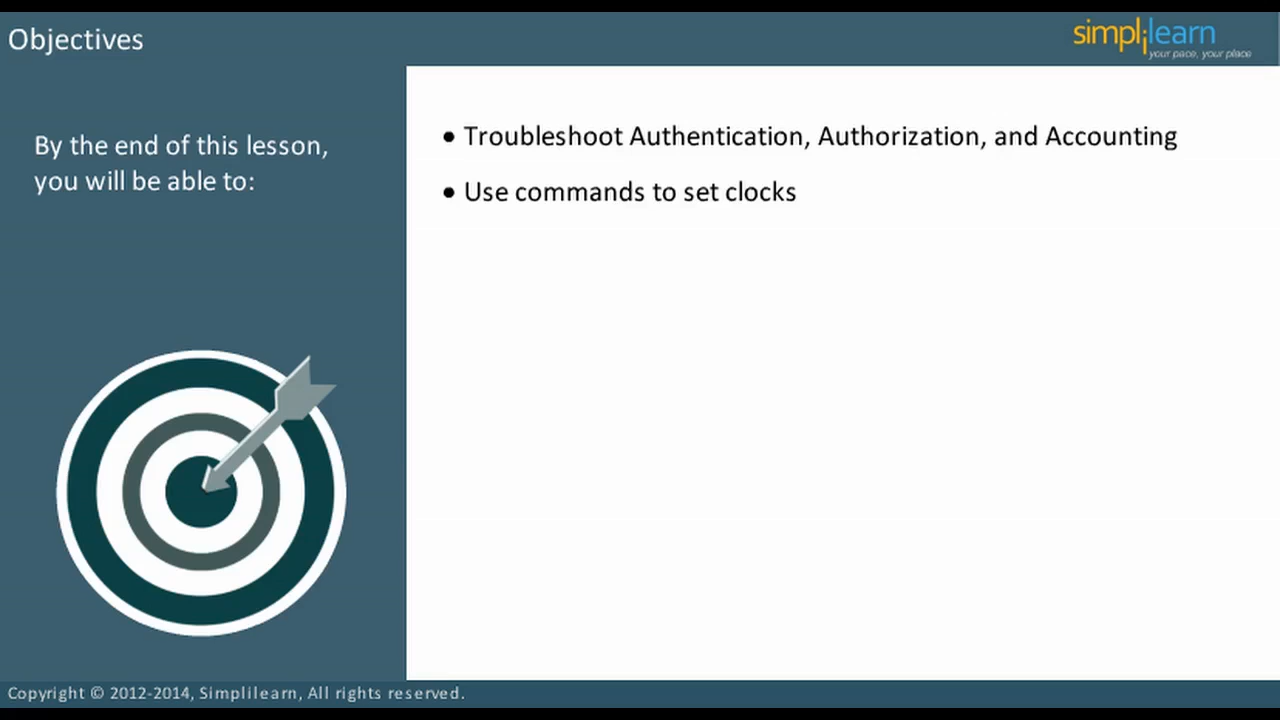 Objectives
simplilearn
your pace, your place
By the end of this lesson,
you will be able to:
• Troubleshoot Authentication, Authorization, and Accounting
• Use commands to set clocks
Copyright © 2012-2014, Simplilearn, All rights reserved.